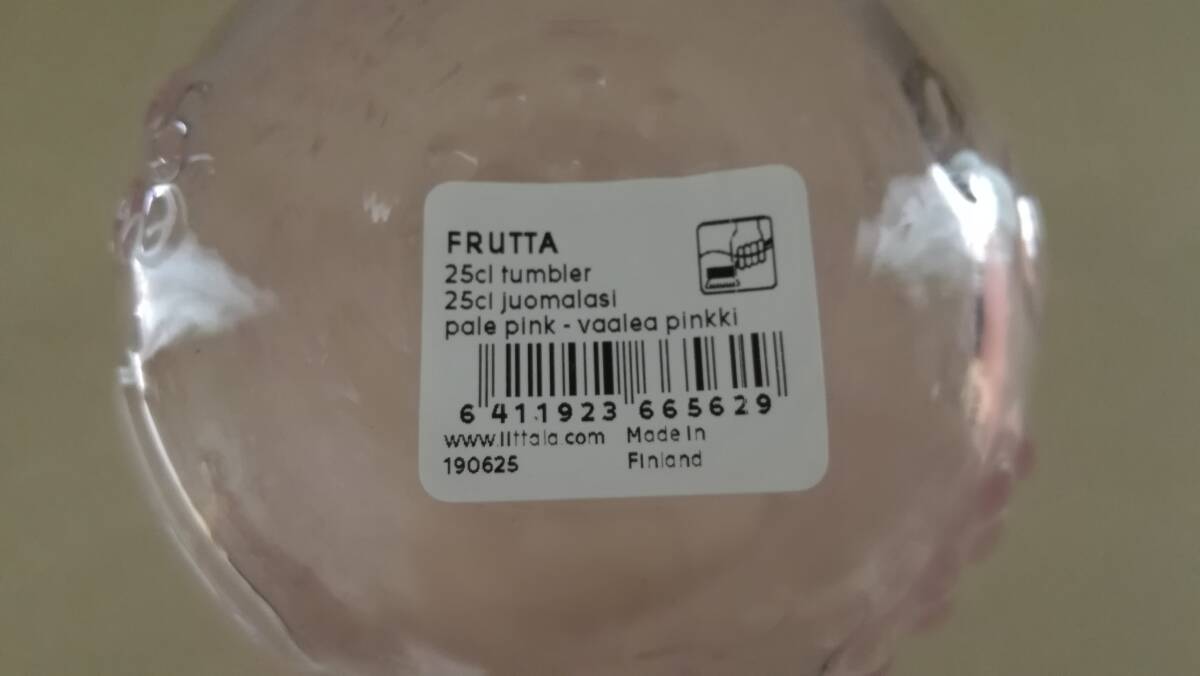 FRUTTA
25cl tumbler
25cl juomalasi
pale pink - vaalea pinkki
6 411923 665629
www.iittala.com Made in
190625 Finland